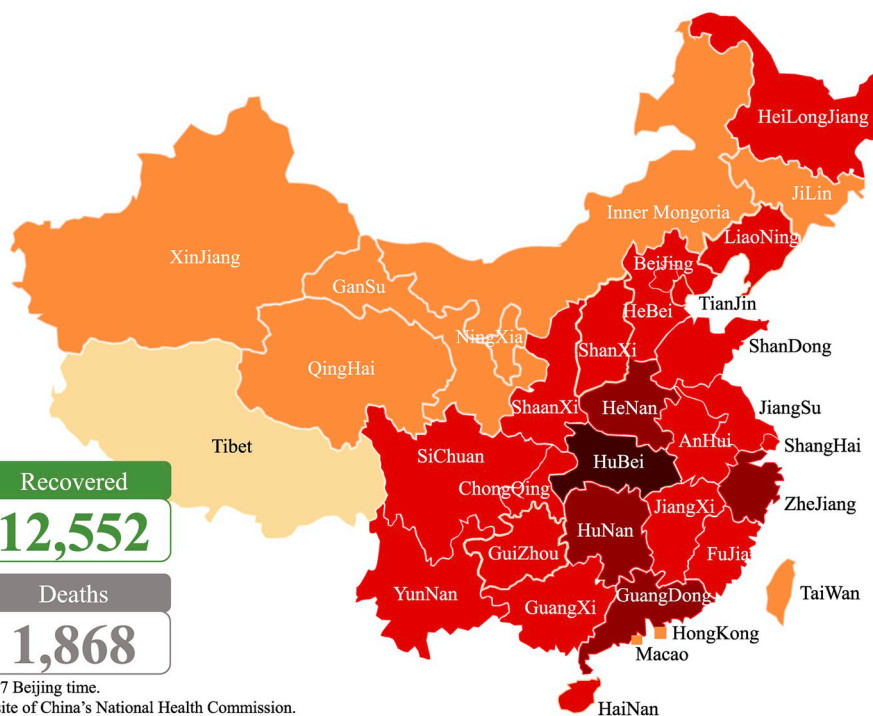 HeiLongJiang
JiLin
Inner Mongoria
LiaoNing
XinJiang
BeiJing
GanSu
TianJin
HeBei
NingXia
ShanXi
ShanDong
QingHai
ShaanXi
HeNan
JiangSu
Tibet
AnHui
ShangHai
SiChuan
HuBei
ChongQing
JiangXi
ZheJiang
HuNan
GuiZhou
FuJia
YunNan
GuangXi
GuangDong
TaiWan
HongKong
Macao
HaiNan
Recovered
12,552
Deaths
1,868
7 Beijing time.
site of China's National Health Commission.